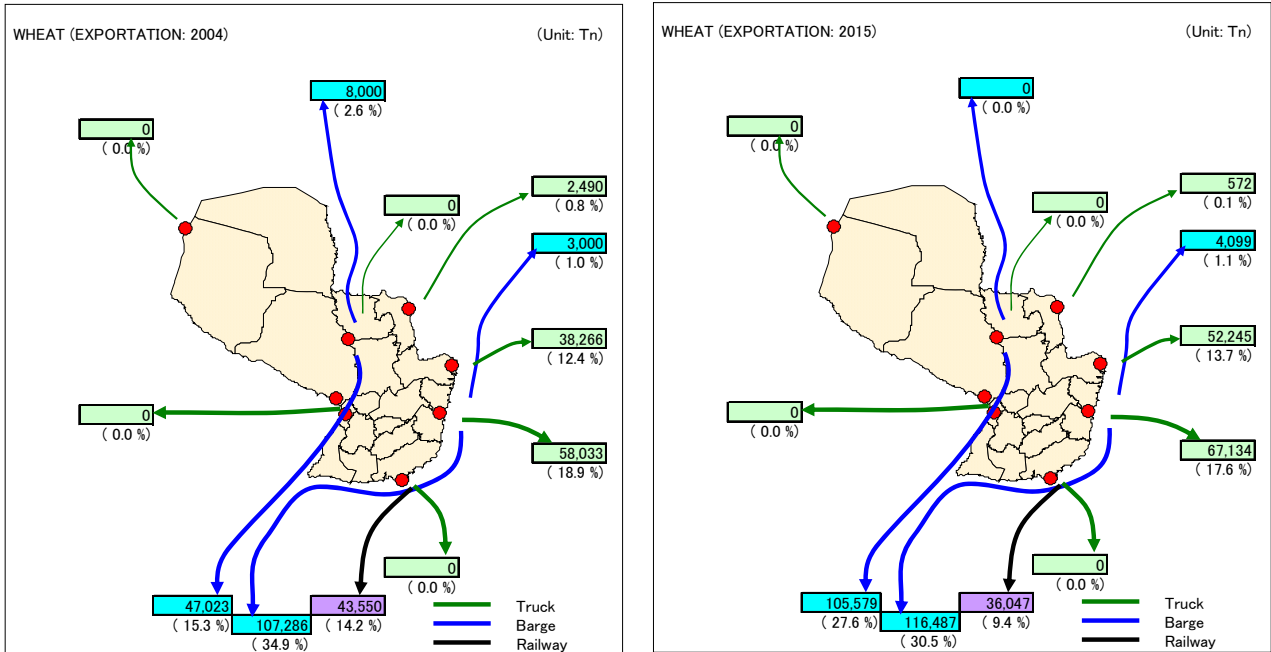 WHEAT (EXPORTATION: 2004) (Unit: Tn)
8,000
( 2.6 %)
0
( 0.0 %)
2,490
( 0.8 %)
0
( 0.0 %)
3,000
( 1.0 %)
38,266
( 12.4 %)
0
( 0.0 %)
58,033
( 18.9 %)
0
( 0.0 %)
47,023
( 15.3 %)
107,286
( 34.9 %)
43,550
( 14.2 %)
Truck
Barge
Railway
WHEAT (EXPORTATION: 2015) (Unit: Tn)
0
( 0.0 %)
0
( 0.0 %)
572
( 0.1 %)
0
( 0.0 %)
4,099
( 1.1 %)
52,245
( 13.7 %)
0
( 0.0 %)
67,134
( 17.6 %)
0
( 0.0 %)
105,579
( 27.6 %)
116,487
( 30.5 %)
36,047
( 9.4 %)
Truck
Barge
Railway